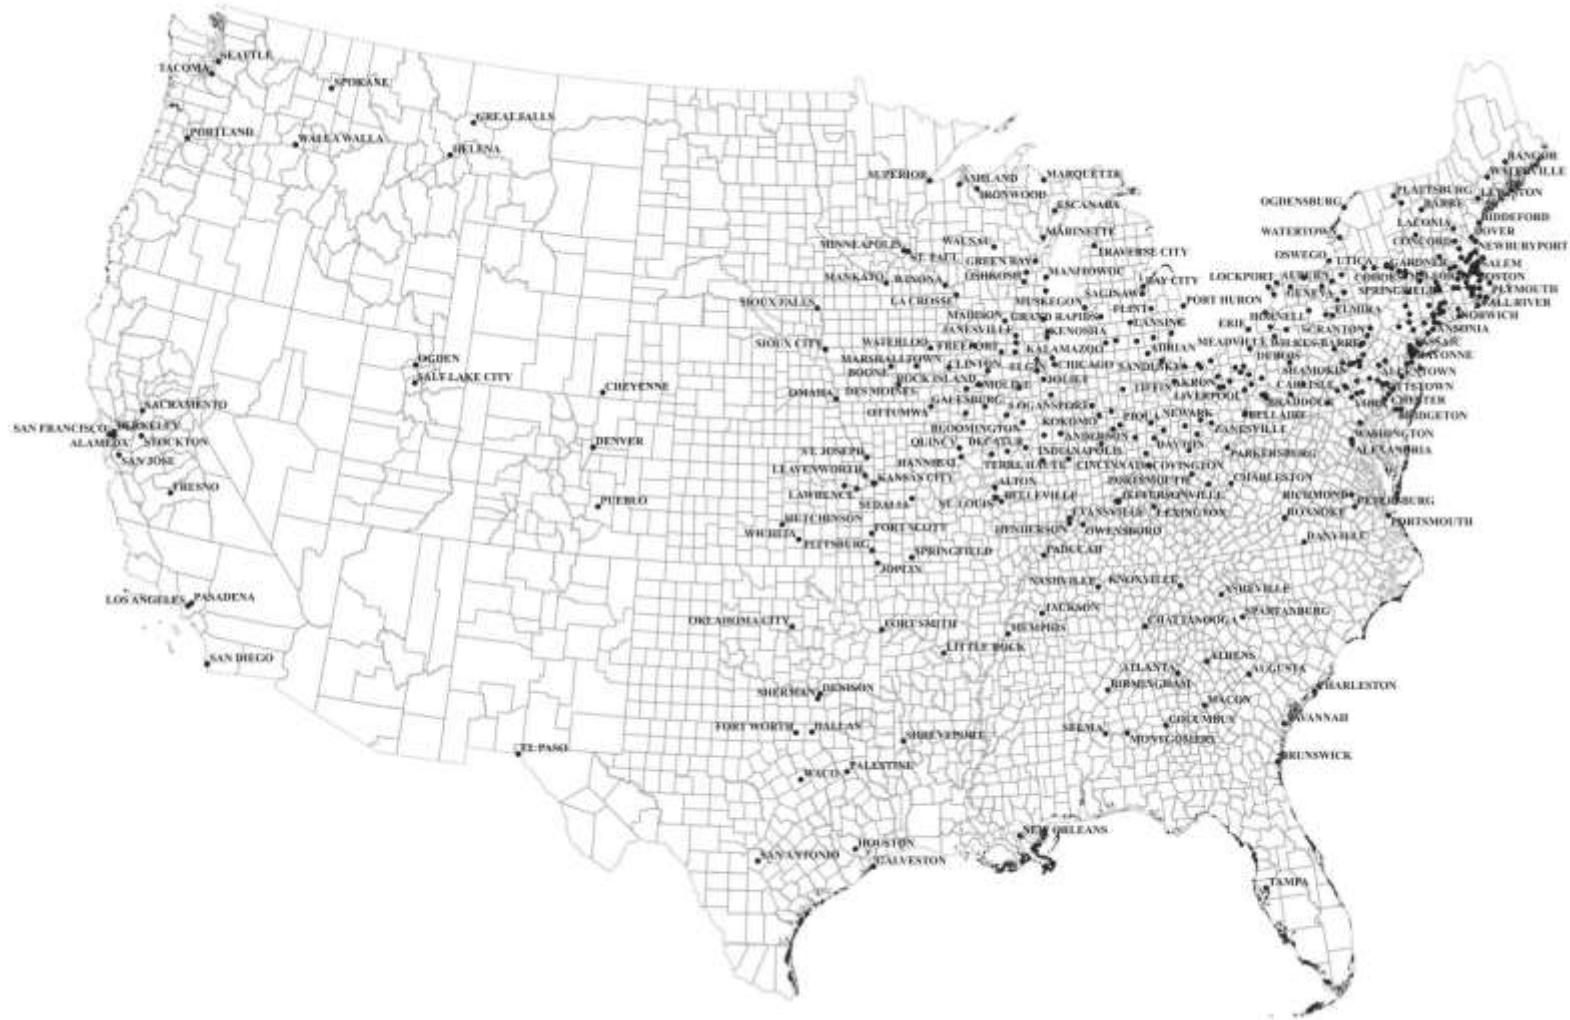 SEATTLE
TACOMA
SPOKANE
GREAT FALLS
PORTLAND
WALLA WALLA
HELENA
BANGOR
WATERVILLE
SUPERIOR
ASHLAND
MARQUETTE
IRONWOOD
PLATTSBURG
LEWISTON
OGDENSBURG
BARRE
ESCANABA
LACONIA
BIDDEFORD
MARINETTE
WATERTOWN
DOVER
MINNEAPOLIS
WAUSAU
CONCORD
NEWBURYPORT
ST. PAUL
GREEN BAY
TRAVERSE CITY
OSWEGO
UTICA
GARDNER
SALEM
MANKATO
WINONA
OSHKOSH
MANITOWOC
BAY CITY
LOCKPORT
AUBURN
BOSTON
SAGINAW
GENEVA
SPRINGFIELD
PLYMOUTH
SIOUX FALLS
LA CROSSE
MUSKEGON
PORT HURON
FALL RIVER
MADISON
GRAND RAPIDS
FLINT
HORNELL
ELMIRA
NORWICH
LANSING
ERIE
JANESVILLE
KENOSHA
SCRANTON
ANSONIA
SIOUX CITY
WATERLOO
FREEPORT
KALAMAZOO
ADRIAN
MEADVILLE
WILKES-BARRE
PASSAIC
MARSHALLTOWN
CLINTON
ELGIN
CHICAGO
SANDUSKY
DUBOIS
BAYONNE
OGDEN
BOONE
ROCK ISLAND
MOLINE
JOLIET
SHAMOKIN
ALLENTOWN
SALT LAKE CITY
CHEYENNE
OMAHA
DES MOINES
TIFFIN
AKRON
CARLISLE
POTTSTOWN
GALESBURG
LIVERPOOL
BRADDOCK
YORK
CHESTER
SACRAMENTO
OTTUMWA
LOGANSPORT
PIQUA
NEWARK
BELLAIRE
BRIDGETON
SAN FRANCISCO
BERKELEY
BLOOMINGTON
KOKOMO
ZANESVILLE
WASHINGTON
ALAMEDA
STOCKTON
DENVER
QUINCY
DECATUR
ANDERSON
DAYTON
ALEXANDRIA
SAN JOSE
ST. JOSEPH
HANNIBAL
INDIANAPOLIS
PARKERSBURG
LEAVENWORTH
TERRE HAUTE
CINCINNATI
COVINGTON
FRESNO
KANSAS CITY
ALTON
PORTSMOUTH
CHARLESTON
LAWRENCE
BELLEVILLE
JEFFERSONVILLE
RICHMOND
PUEBLO
SEDALIA
ST. LOUIS
PETERSBURG
EVANSVILLE
LEXINGTON
ROANOKE
HUTCHINSON
FORT SCOTT
HENDERSON
OWENSBORO
PORTSMOUTH
WICHITA
PITTSBURG
SPRINGFIELD
PADUCAH
DANVILLE
JOPLIN
NASHVILLE
KNOXVILLE
ASHEVILLE
LOS ANGELES
PASADENA
JACKSON
SPARTANBURG
OKLAHOMA CITY
FORT SMITH
MEMPHIS
CHATTANOOGA
LITTLE ROCK
SAN DIEGO
ATHENS
ATLANTA
AUGUSTA
SHERMAN
DENISON
BIRMINGHAM
CHARLESTON
MACON
FORT WORTH
DALLAS
SELMA
COLUMBUS
SAVANNAH
SHREVEPORT
MONTGOMERY
EL PASO
BRUNSWICK
WACO
PALESTINE
NEW ORLEANS
HOUSTON
SAN ANTONIO
GALVESTON
TAMPA